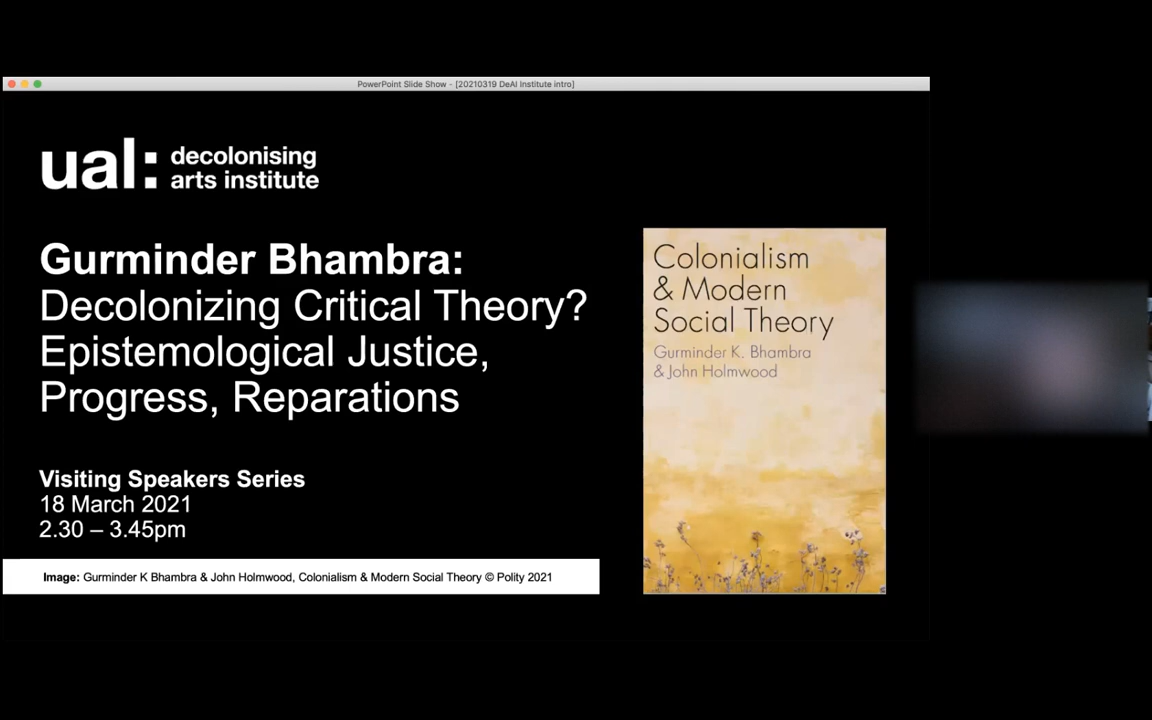 PowerPoint Slide Show - [20210319 DeAI Institute intro]
ual: decolonising
arts institute
Gurminder Bhambra:
Decolonizing Critical Theory?
Epistemological Justice,
Progress, Reparations
Visiting Speakers Series
18 March 2021
2.30 – 3.45pm
Image: Gurminder K Bhambra & John Holmwood, Colonialism & Modern Social Theory © Polity 2021
Colonialism
& Modern
Social Theory
Gurminder K. Bhambra
& John Holmwood